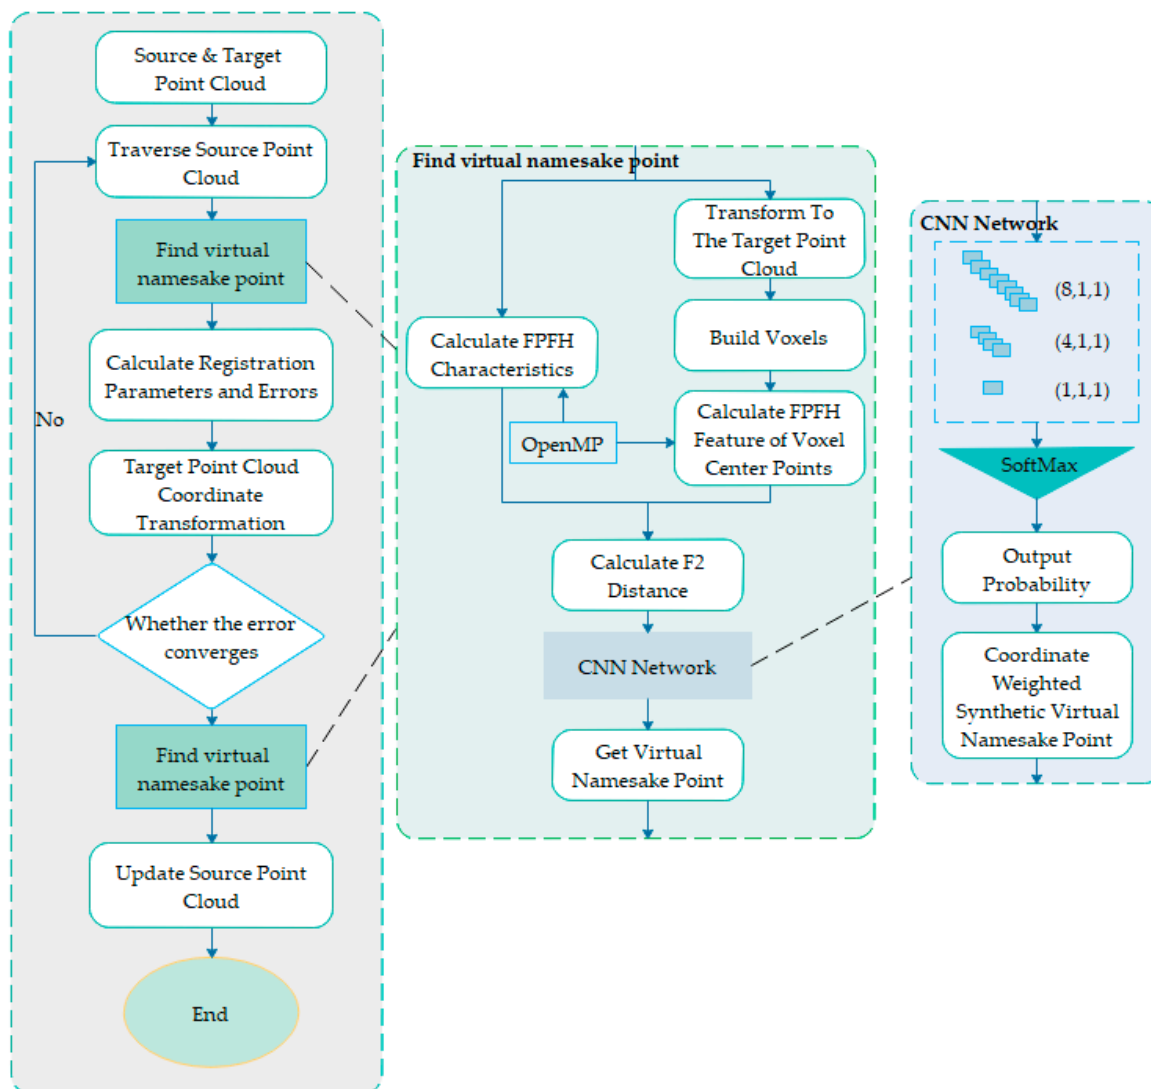 Source & Target
Point Cloud
Traverse Source Point
Cloud
Find virtual
namesake point
Calculate Registration
Parameters and Errors
No
Target Point Cloud
Coordinate
Transformation
Whether the error
converges
Find virtual
namesake point
Update Source Point
Cloud
End
Find virtual namesake point
Transform To
The Target Point
Cloud
Build Voxels
Calculate FPFH
Characteristics
Calculate FPFH
Feature of Voxel
Center Points
OpenMP
Calculate F2
Distance
CNN Network
Get Virtual
Namesake Point
CNN Network
(8,1,1)
(4,1,1)
(1,1,1)
SoftMax
Output
Probability
Coordinate
Weighted
Synthetic Virtual
Namesake Point